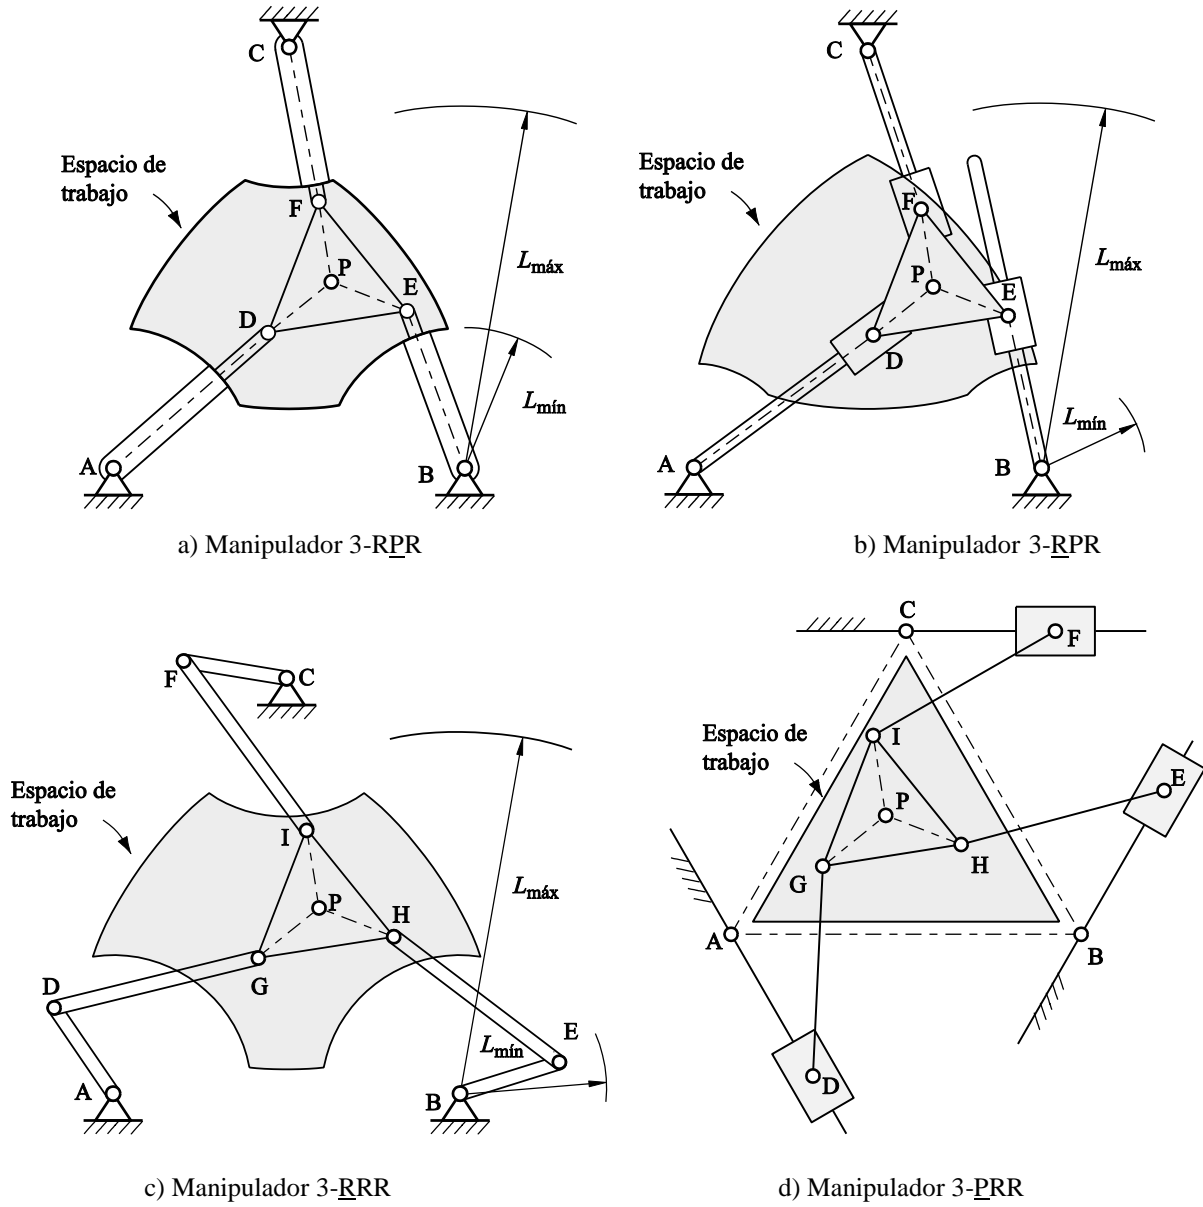 C
Espacio de
trabajo
F
P
E
D
Lmáx
Lmín
A
B
a) Manipulador 3-RPR
C
Espacio de
trabajo
F
P
E
D
Lmáx
Lmín
A
B
b) Manipulador 3-RPR
F
C
Espacio de
trabajo
I
P
H
G
D
E
Lmáx
Lmín
A
B
c) Manipulador 3-RRR
C
F
Espacio de
trabajo
I
E
P
H
G
A
B
D
d) Manipulador 3-PRR